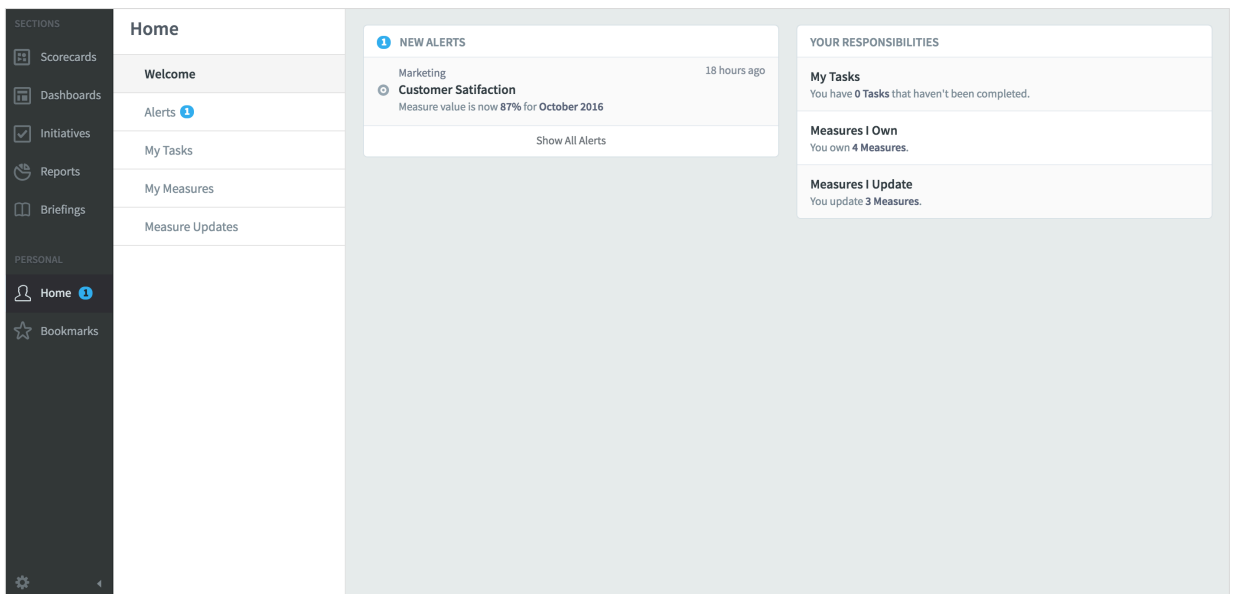 SECTIONS
Scorecards
Dashboards
Initiatives
Reports
Briefings
PERSONAL
Home 1
Bookmarks
Home
Welcome
Alerts 1
My Tasks
My Measures
Measure Updates
1 NEW ALERTS
Marketing 18 hours ago
Customer Satifaction
Measure value is now 87% for October 2016
Show All Alerts
YOUR RESPONSIBILITIES
My Tasks
You have 0 Tasks that haven't been completed.
Measures I Own
You own 4 Measures.
Measures I Update
You update 3 Measures.